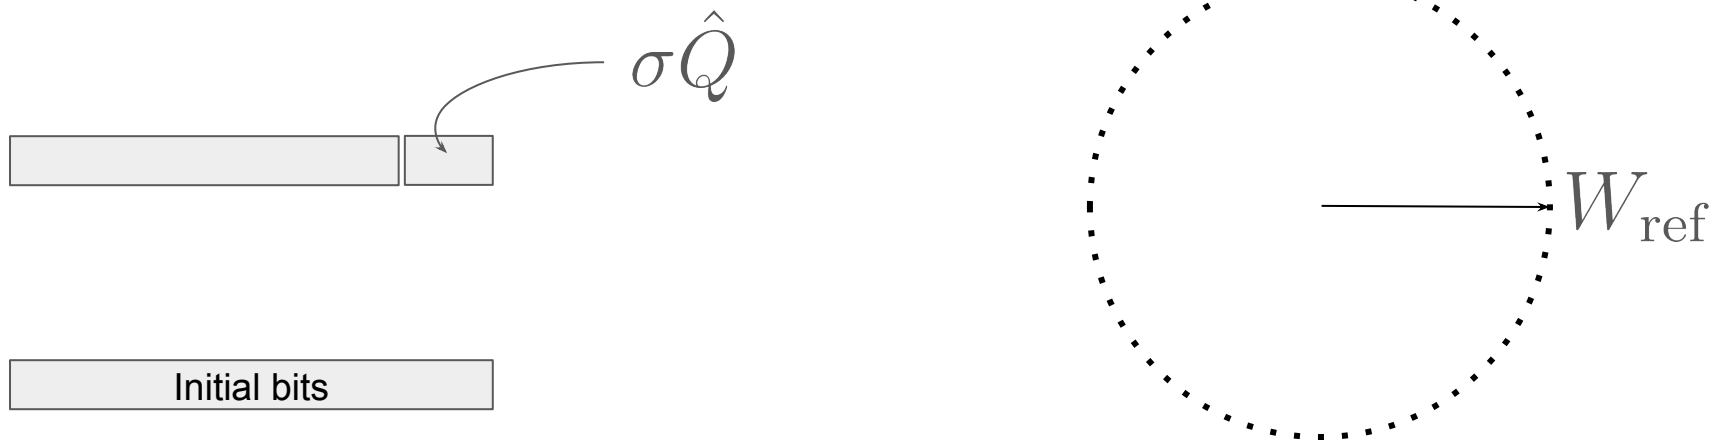 σQ̂
W_ref
Initial bits